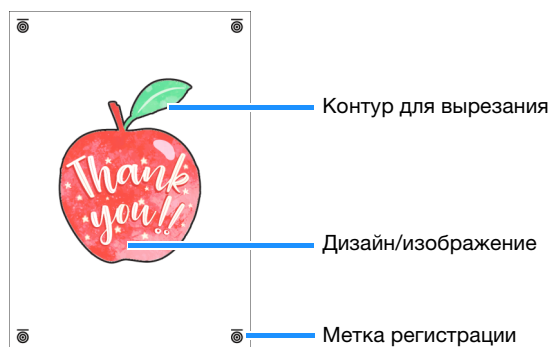 Контур для вырезания
Thank
you!!
Дизайн/изображение
Метка регистрации